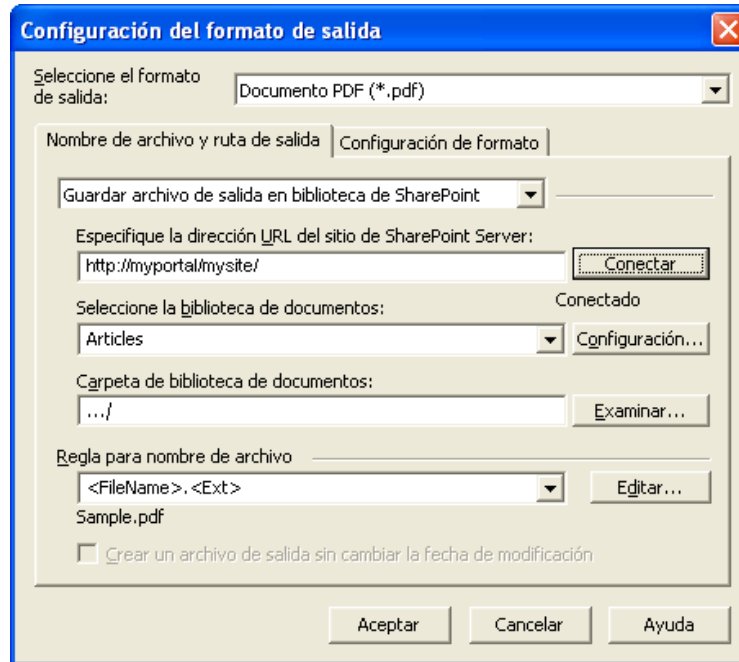 Configuración del formato de salida
Seleccione el formato
de salida:
Documento PDF (*.pdf)
Nombre de archivo y ruta de salida
Configuración de formato
Guardar archivo de salida en biblioteca de SharePoint
Especifique la dirección URL del sitio de SharePoint Server:
http://myportal/mysite/
Conectar
Conectado
Seleccione la biblioteca de documentos:
Articles
Configuración...
Carpeta de biblioteca de documentos:
.../
Examinar...
Regla para nombre de archivo
<FileName>.<Ext>
Editar...
Sample.pdf
Crear un archivo de salida sin cambiar la fecha de modificación
Aceptar
Cancelar
Ayuda